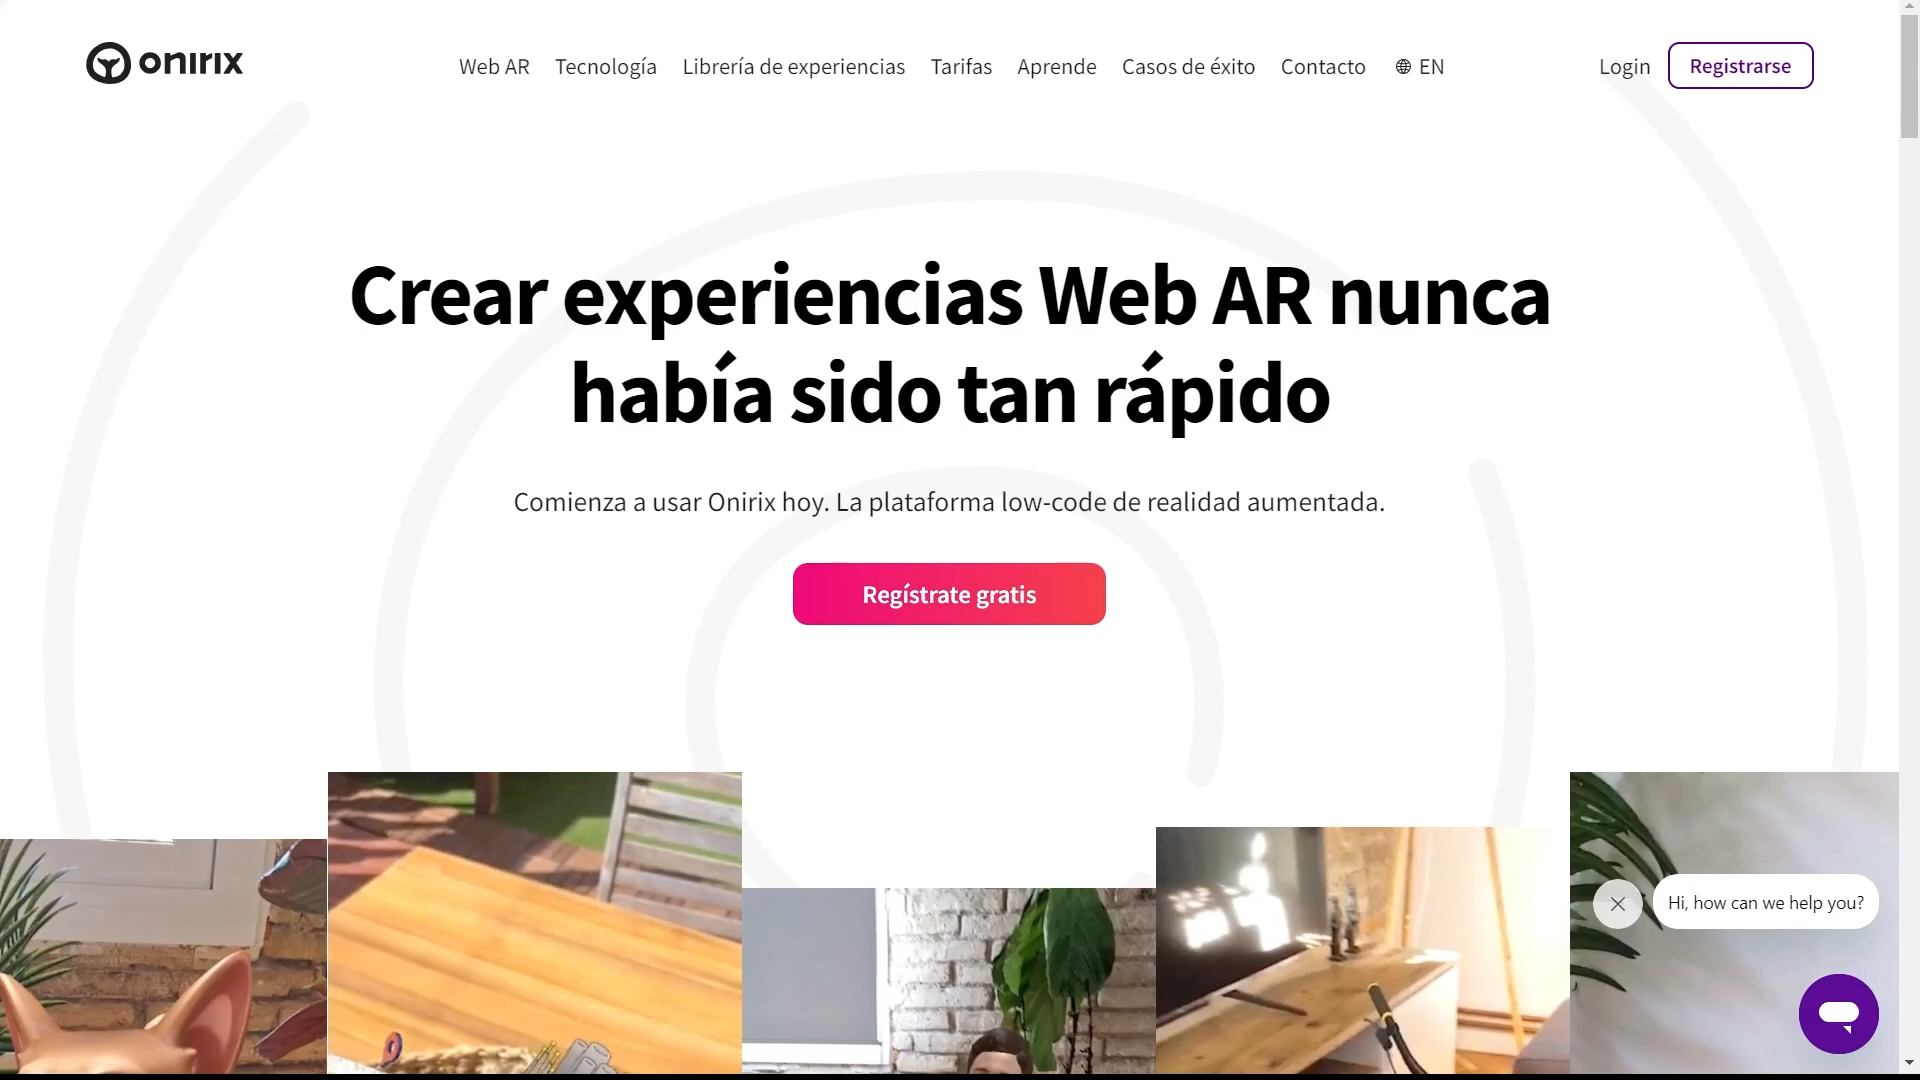 onirix
Web AR Tecnología Librería de experiencias Tarifas Aprende Casos de éxito Contacto EN
Login Registrarse
Crear experiencias Web AR nunca
había sido tan rápido
Comienza a usar Onirix hoy. La plataforma low-code de realidad aumentada.
Regístrate gratis
Hi, how can we help you?